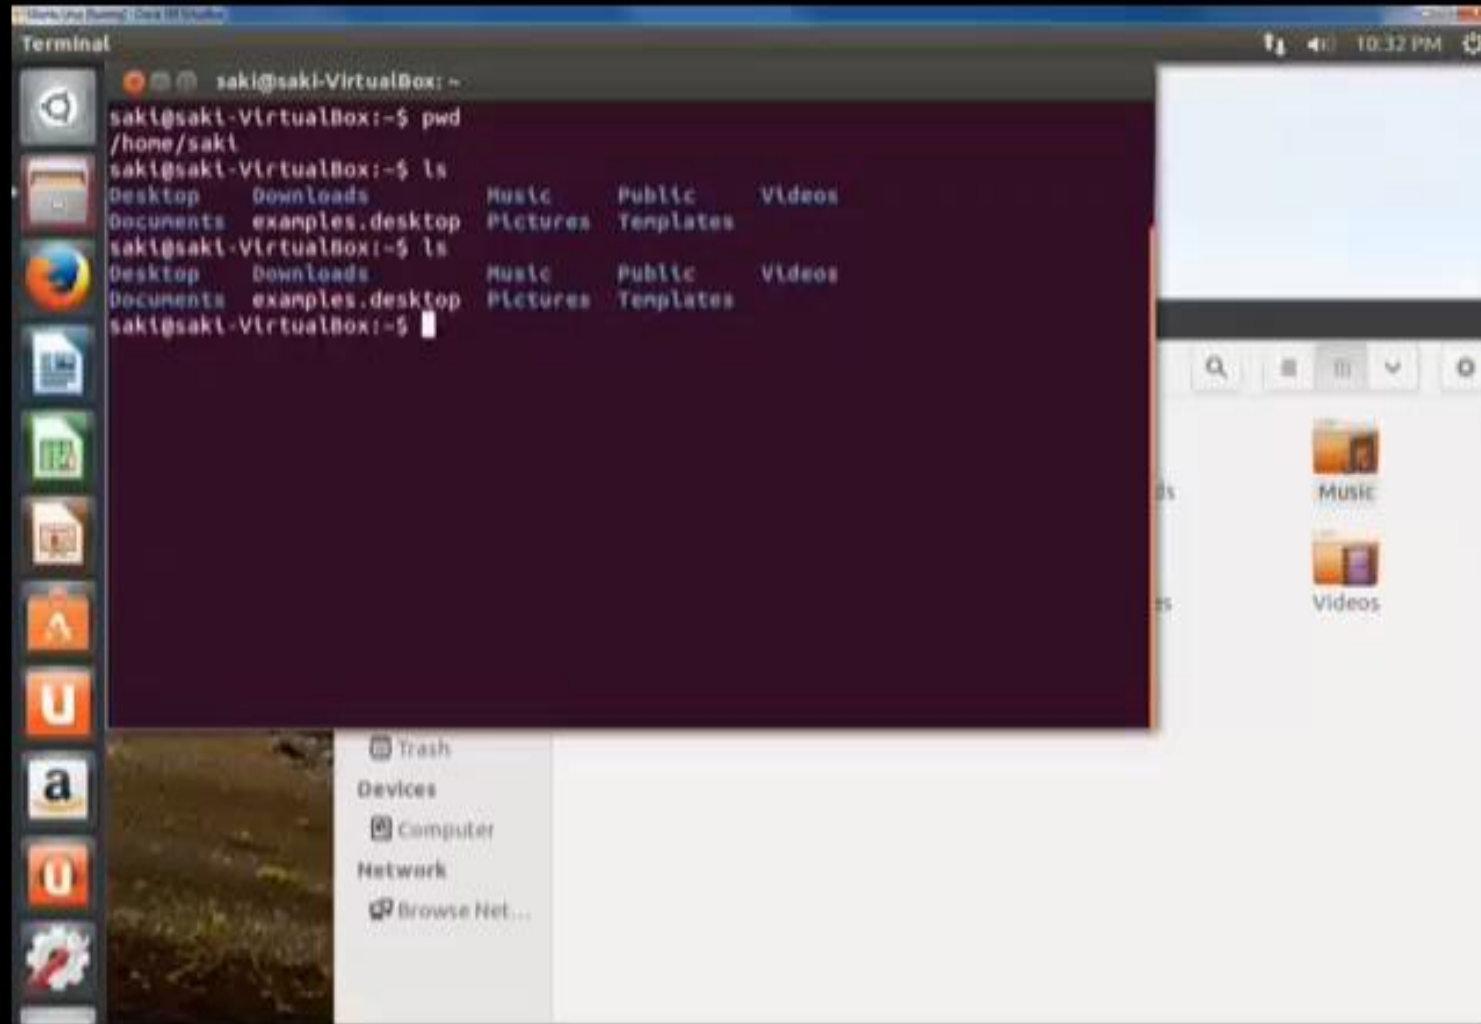 Terminal
10:32 PM
saki@saki-VirtualBox: ~
saki@saki-VirtualBox:~$ pwd
/home/saki
saki@saki-VirtualBox:~$ ls
Desktop Downloads Music Public Videos
Documents examples.desktop Pictures Templates
saki@saki-VirtualBox:~$ ls
Desktop Downloads Music Public Videos
Documents examples.desktop Pictures Templates
saki@saki-VirtualBox:~$
ds
Music
es
Videos
Trash
Devices
Computer
Network
Browse Net...